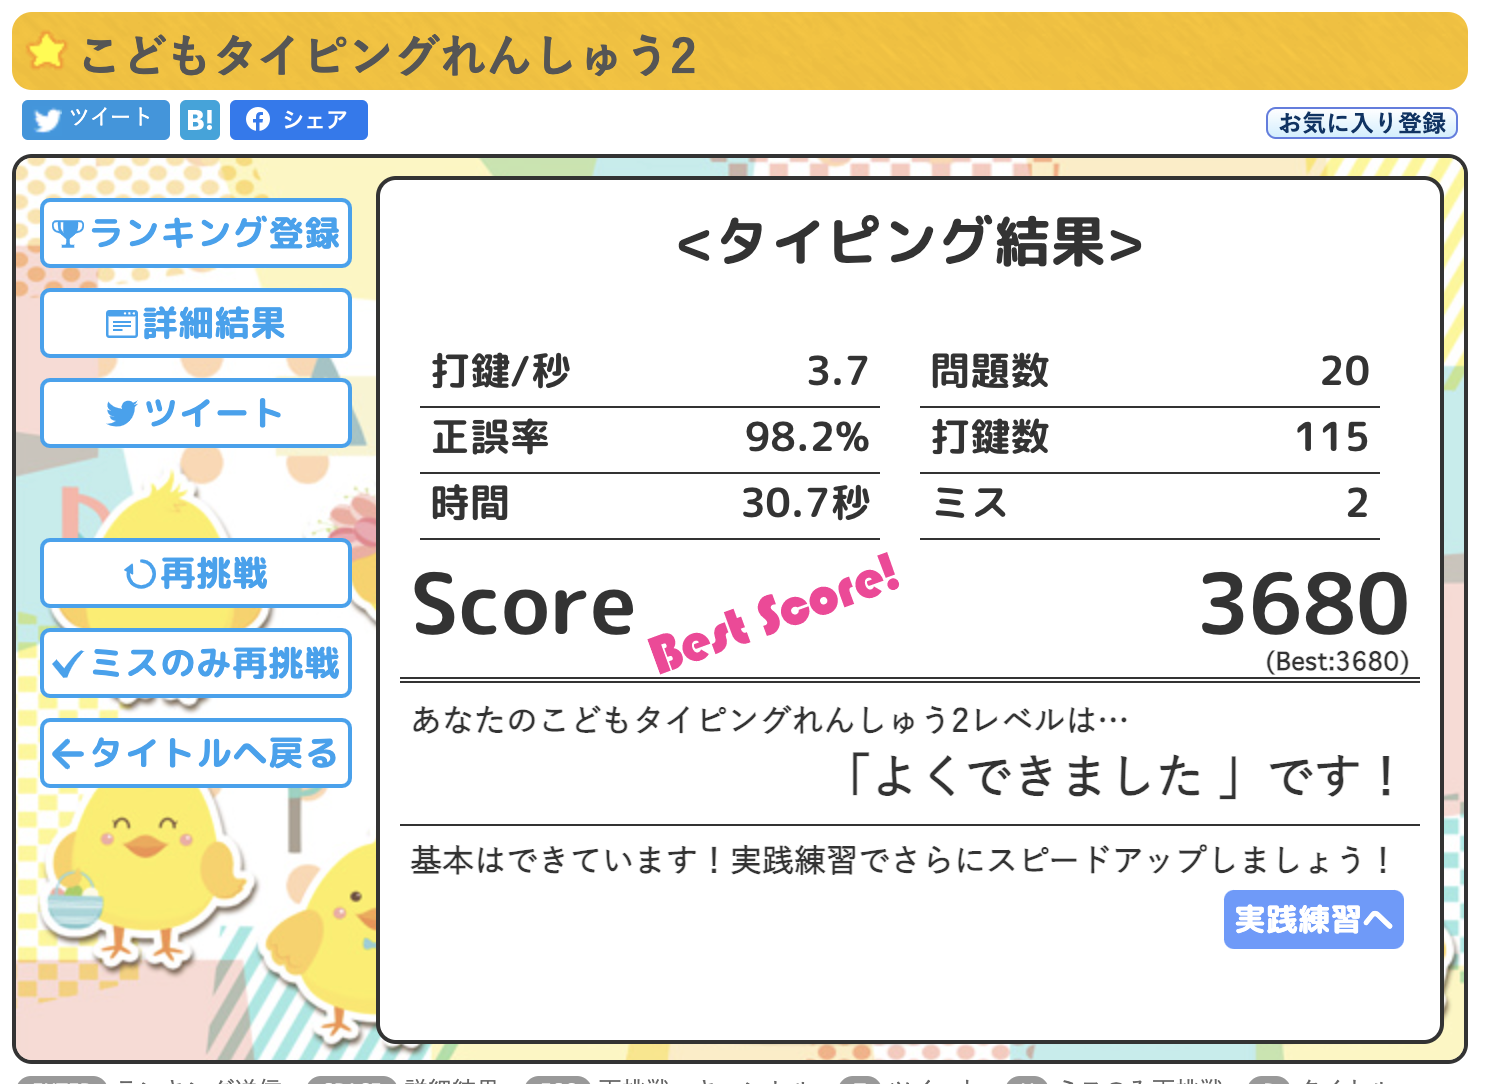 こどもタイピングれんしゅう2
ツイート B! シェア
お気に入り登録
ランキング登録
詳細結果
ツイート
再挑戦
ミスのみ再挑戦
タイトルへ戻る
<タイピング結果>
打鍵/秒 3.7 問題数 20
正誤率 98.2% 打鍵数 115
時間 30.7秒 ミス 2
Score Best Score! 3680
(Best:3680)
あなたのこどもタイピングれんしゅう2レベルは…
「よくできました 」です！
基本はできています！実践練習でさらにスピードアップしましょう！
実践練習へ